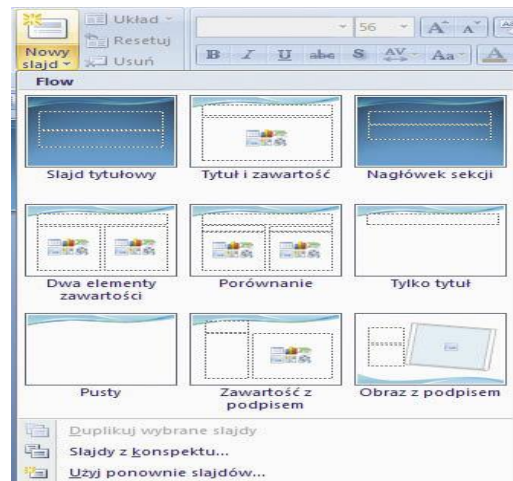 Nowy slajd
Układ
Resetuj
Usuń
56
A A
B I U abc S AV Aa A
Flow
Slajd tytułowy
Tytuł i zawartość
Nagłówek sekcji
Dwa elementy zawartości
Porównanie
Tylko tytuł
Pusty
Zawartość z podpisem
Obraz z podpisem
Duplikuj wybrane slajdy
Slajdy z konspektu...
Użyj ponownie slajdów...